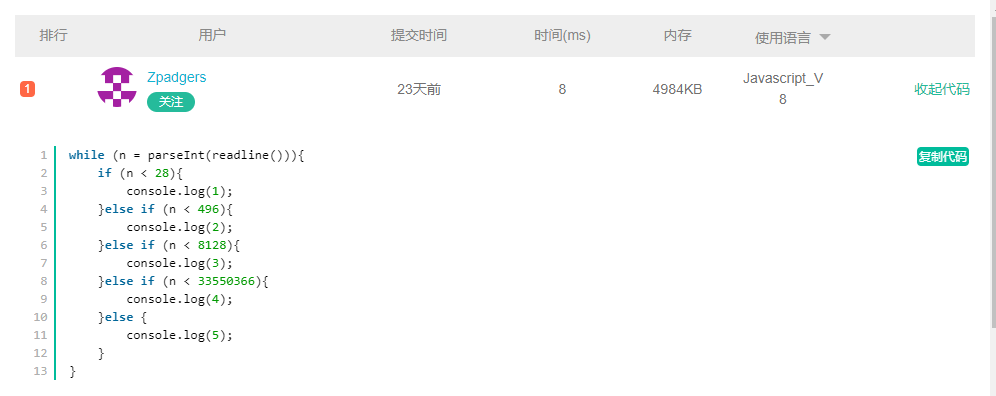 排行 用户 提交时间 时间(ms) 内存 使用语言
1 Zpadgers 关注 23天前 8 4984KB Javascript_V8 收起代码
复制代码
1 while (n = parseInt(readline())){
2     if (n < 28){
3         console.log(1);
4     }else if (n < 496){
5         console.log(2);
6     }else if (n < 8128){
7         console.log(3);
8     }else if (n < 33550366){
9         console.log(4);
10     }else {
11         console.log(5);
12     }
13 }